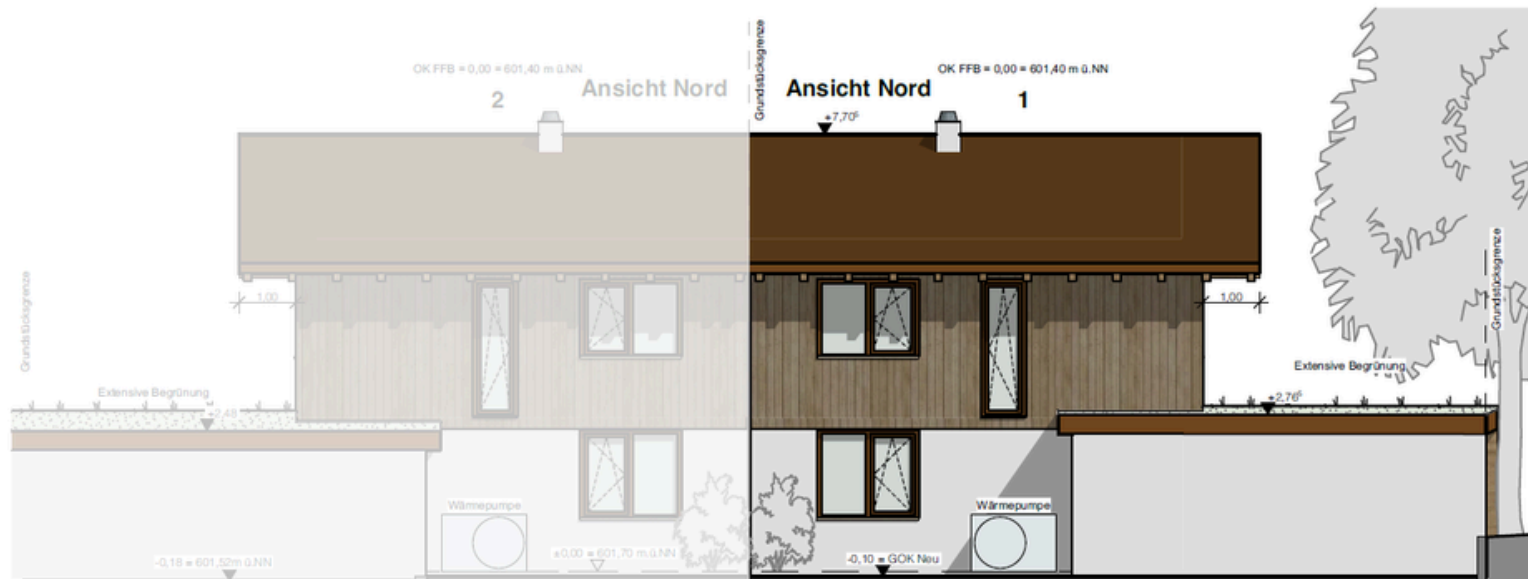 Grundstücksgrenze
OK FFB = 0,00 = 601,40 m ü.NN
OK FFB = 0,00 = 601,40 m ü.NN
Ansicht Nord
Ansicht Nord
2
1
+7,70⁵
1,00
1,00
Grundstücksgrenze
Grundstücksgrenze
Extensive Begrünung
Extensive Begrünung
+2,48
+2,76⁵
Wärmepumpe
Wärmepumpe
-0,18 = 601,52m ü.NN
±0,00 = 601,70 m ü.NN
-0,10 = GOK Neu